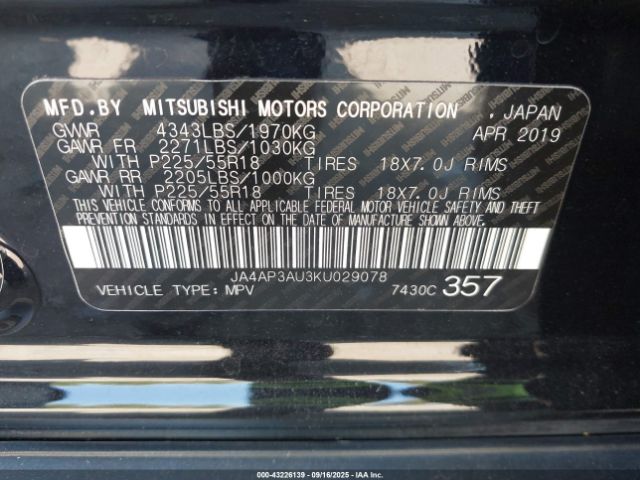 MFD.BY MITSUBISHI MOTORS CORPORATION , JAPAN
GVWR 4343LBS/1970KG APR 2019
GAWR FR 2271LBS/1030KG
WITH P225/55R18 TIRES 18X7.0J RIMS
GAWR RR 2205LBS/1000KG
WITH P225/55R18 TIRES 18X7.0J RIMS
THIS VEHICLE CONFORMS TO ALL APPLICABLE FEDERAL MOTOR VEHICLE SAFETY AND THEFT
PREVENTION STANDARDS IN EFFECT ON THE DATE OF MANUFACTURE SHOWN ABOVE.
JA4AP3AU3KU029078
VEHICLE TYPE: MPV 7430C 357
000-43226139 - 09/16/2025 - IAAI.COM